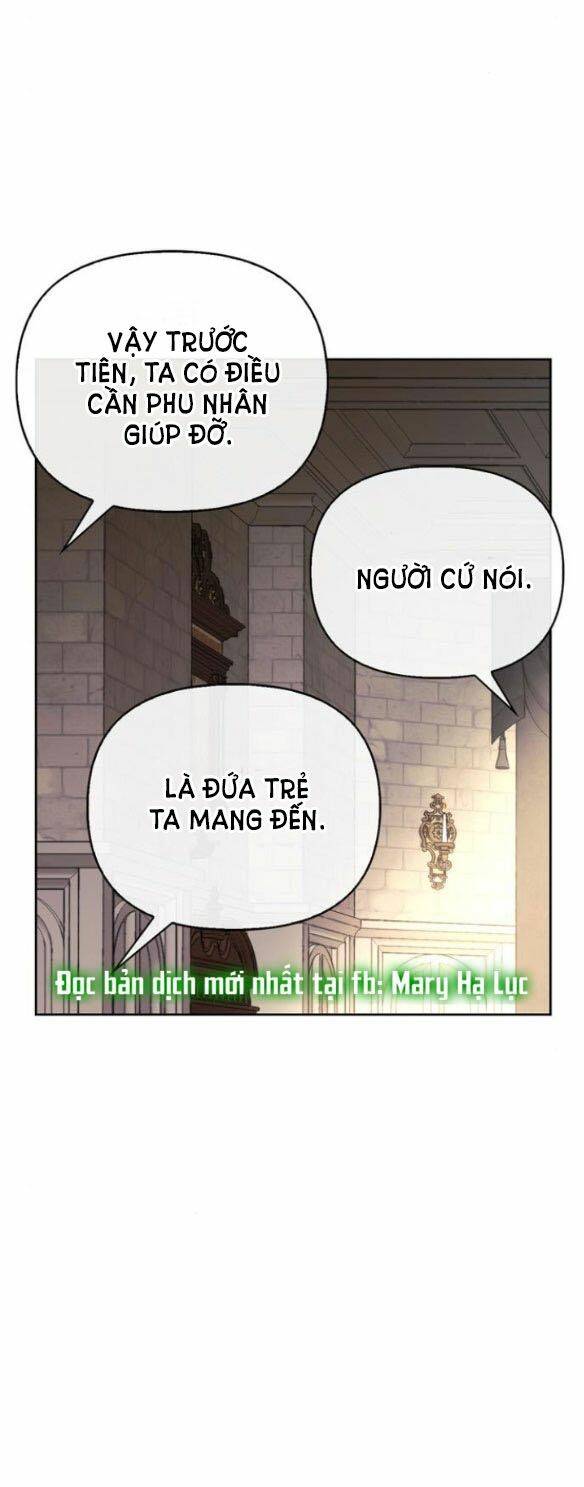 VẬY TRƯỚC
TIÊN, TA CÓ ĐIỀU
CẦN PHU NHÂN
GIÚP ĐỠ.
NGƯỜI CỨ NÓI.
LÀ ĐỨA TRẺ
TA MANG ĐẾN.
Đọc bản dịch mới nhất tại fb: Mary Hạ Lục